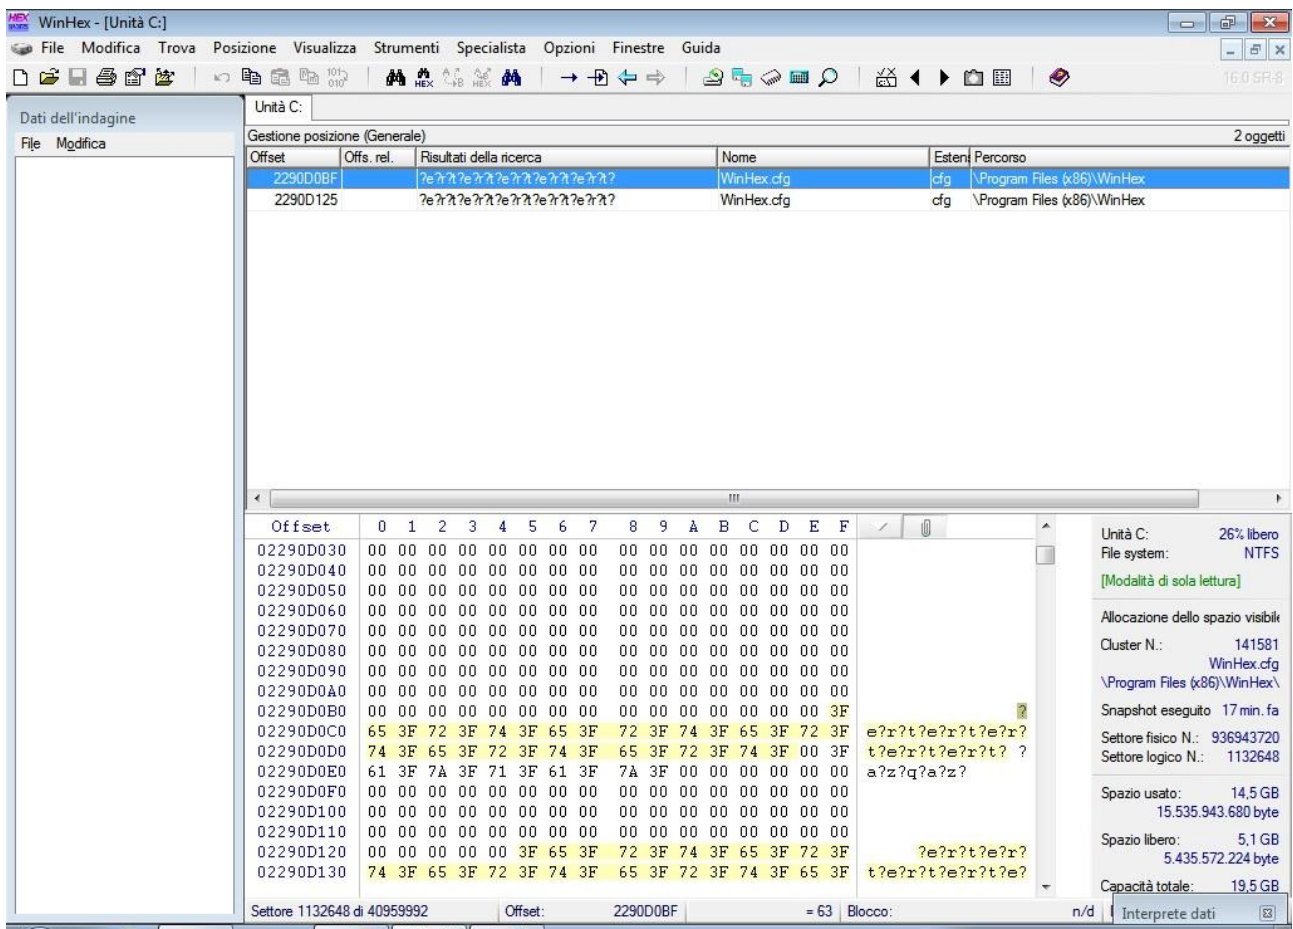 WinHex - [Unità C:]
File Modifica Trova Posizione Visualizza Strumenti Specialista Opzioni Finestre Guida
16.0 SR-8
Dati dell'indagine
File Modifica
Unità C:
Gestione posizione (Generale) 2 oggetti
Offset Offs. rel. Risultati della ricerca Nome Esten: Percorso
2290D0BF ?e?r?t?e?r?t?e?r?t?e?r?t?e?r?t? WinHex.cfg cfg \Program Files (x86)\WinHex
2290D125 ?e?r?t?e?r?t?e?r?t?e?r?t?e?r?t? WinHex.cfg cfg \Program Files (x86)\WinHex
Offset 0 1 2 3 4 5 6 7 8 9 A B C D E F
02290D030 00 00 00 00 00 00 00 00 00 00 00 00 00 00 00 00
02290D040 00 00 00 00 00 00 00 00 00 00 00 00 00 00 00 00
02290D050 00 00 00 00 00 00 00 00 00 00 00 00 00 00 00 00
02290D060 00 00 00 00 00 00 00 00 00 00 00 00 00 00 00 00
02290D070 00 00 00 00 00 00 00 00 00 00 00 00 00 00 00 00
02290D080 00 00 00 00 00 00 00 00 00 00 00 00 00 00 00 00
02290D090 00 00 00 00 00 00 00 00 00 00 00 00 00 00 00 00
02290D0A0 00 00 00 00 00 00 00 00 00 00 00 00 00 00 00 00
02290D0B0 00 00 00 00 00 00 00 00 00 00 00 00 00 00 00 3F ?
02290D0C0 65 3F 72 3F 74 3F 65 3F 72 3F 74 3F 65 3F 72 3F e?r?t?e?r?t?e?r?
02290D0D0 74 3F 65 3F 72 3F 74 3F 65 3F 72 3F 74 3F 00 3F t?e?r?t?e?r?t? ?
02290D0E0 61 3F 7A 3F 71 3F 61 3F 7A 3F 00 00 00 00 00 00 a?z?q?a?z?
02290D0F0 00 00 00 00 00 00 00 00 00 00 00 00 00 00 00 00
02290D100 00 00 00 00 00 00 00 00 00 00 00 00 00 00 00 00
02290D110 00 00 00 00 00 00 00 00 00 00 00 00 00 00 00 00
02290D120 00 00 00 00 00 3F 65 3F 72 3F 74 3F 65 3F 72 3F ?e?r?t?e?r?
02290D130 74 3F 65 3F 72 3F 74 3F 65 3F 72 3F 74 3F 65 3F t?e?r?t?e?r?t?e?
Unità C: 26% libero
File system: NTFS
[Modalità di sola lettura]
Allocazione dello spazio visibile
Cluster N.: 141581
WinHex.cfg
\Program Files (x86)\WinHex\
Snapshot eseguito 17 min. fa
Settore fisico N.: 936943720
Settore logico N.: 1132648
Spazio usato: 14,5 GB
15.535.943.680 byte
Spazio libero: 5,1 GB
5.435.572.224 byte
Capacità totale: 19,5 GB
Settore 1132648 di 40959992 Offset: 2290D0BF = 63 Blocco: n/d
Interprete dati